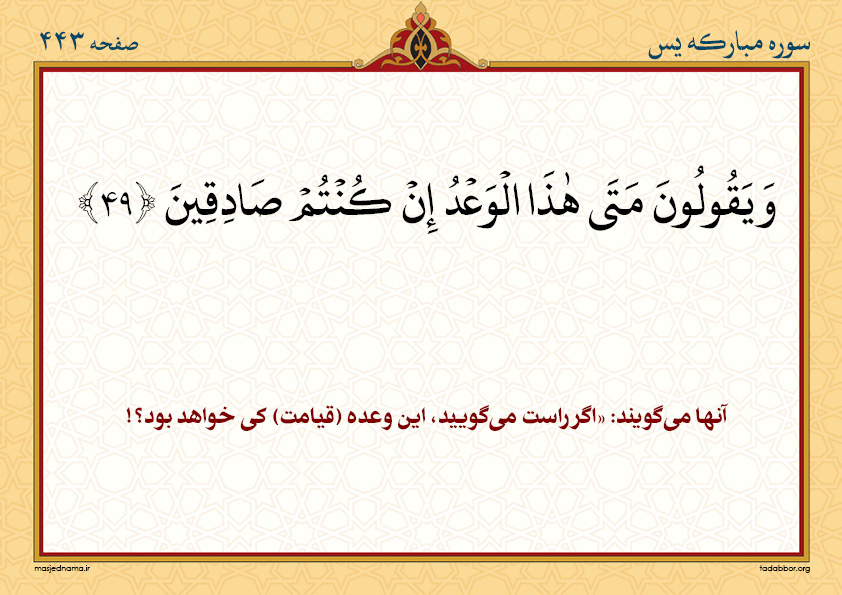 سوره مبارکه یس
صفحه ۴۴۳
وَ يَقُولُونَ مَتَى هٰذَا الْوَعْدُ إِنْ كُنْتُمْ صَادِقِينَ ﴿۴۹﴾
آنها می‌گویند: «اگر راست می‌گویید، این وعده (قیامت) کی خواهد بود؟!
masjednama.ir
tadabbor.org